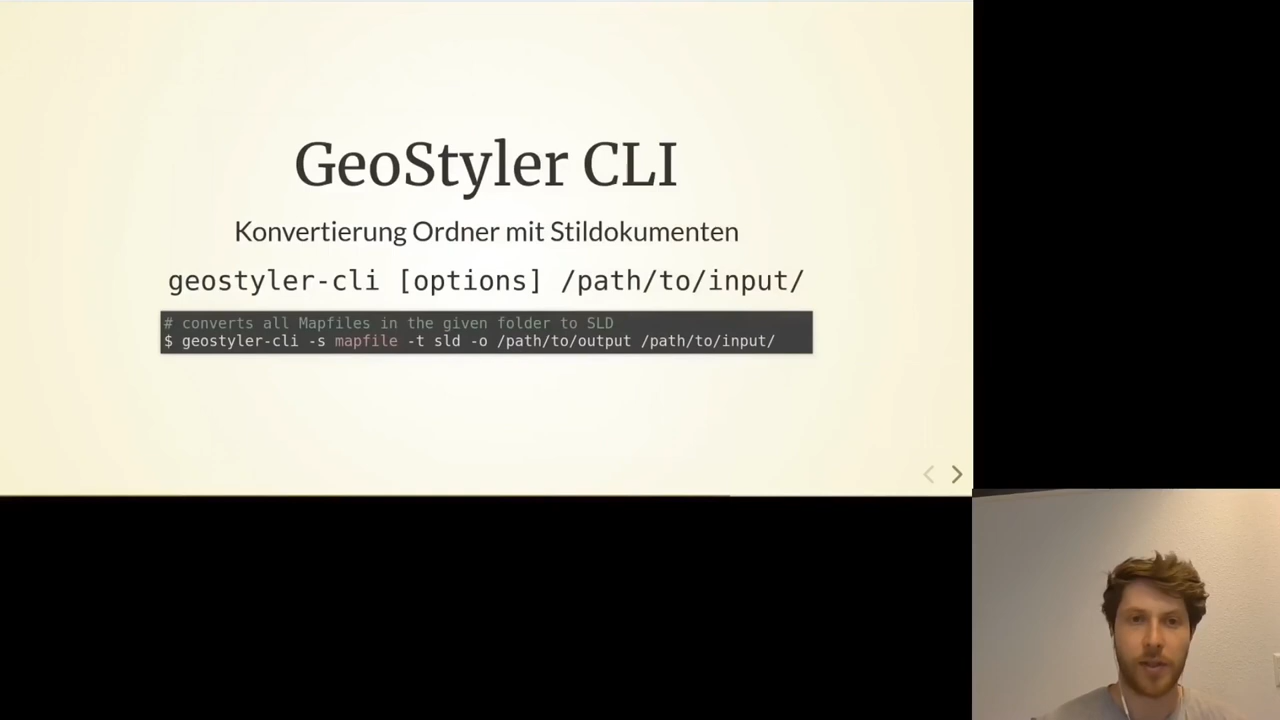 GeoStyler CLI
Konvertierung Ordner mit Stildokumenten
geostyler-cli [options] /path/to/input/
# converts all Mapfiles in the given folder to SLD
$ geostyler-cli -s mapfile -t sld -o /path/to/output /path/to/input/